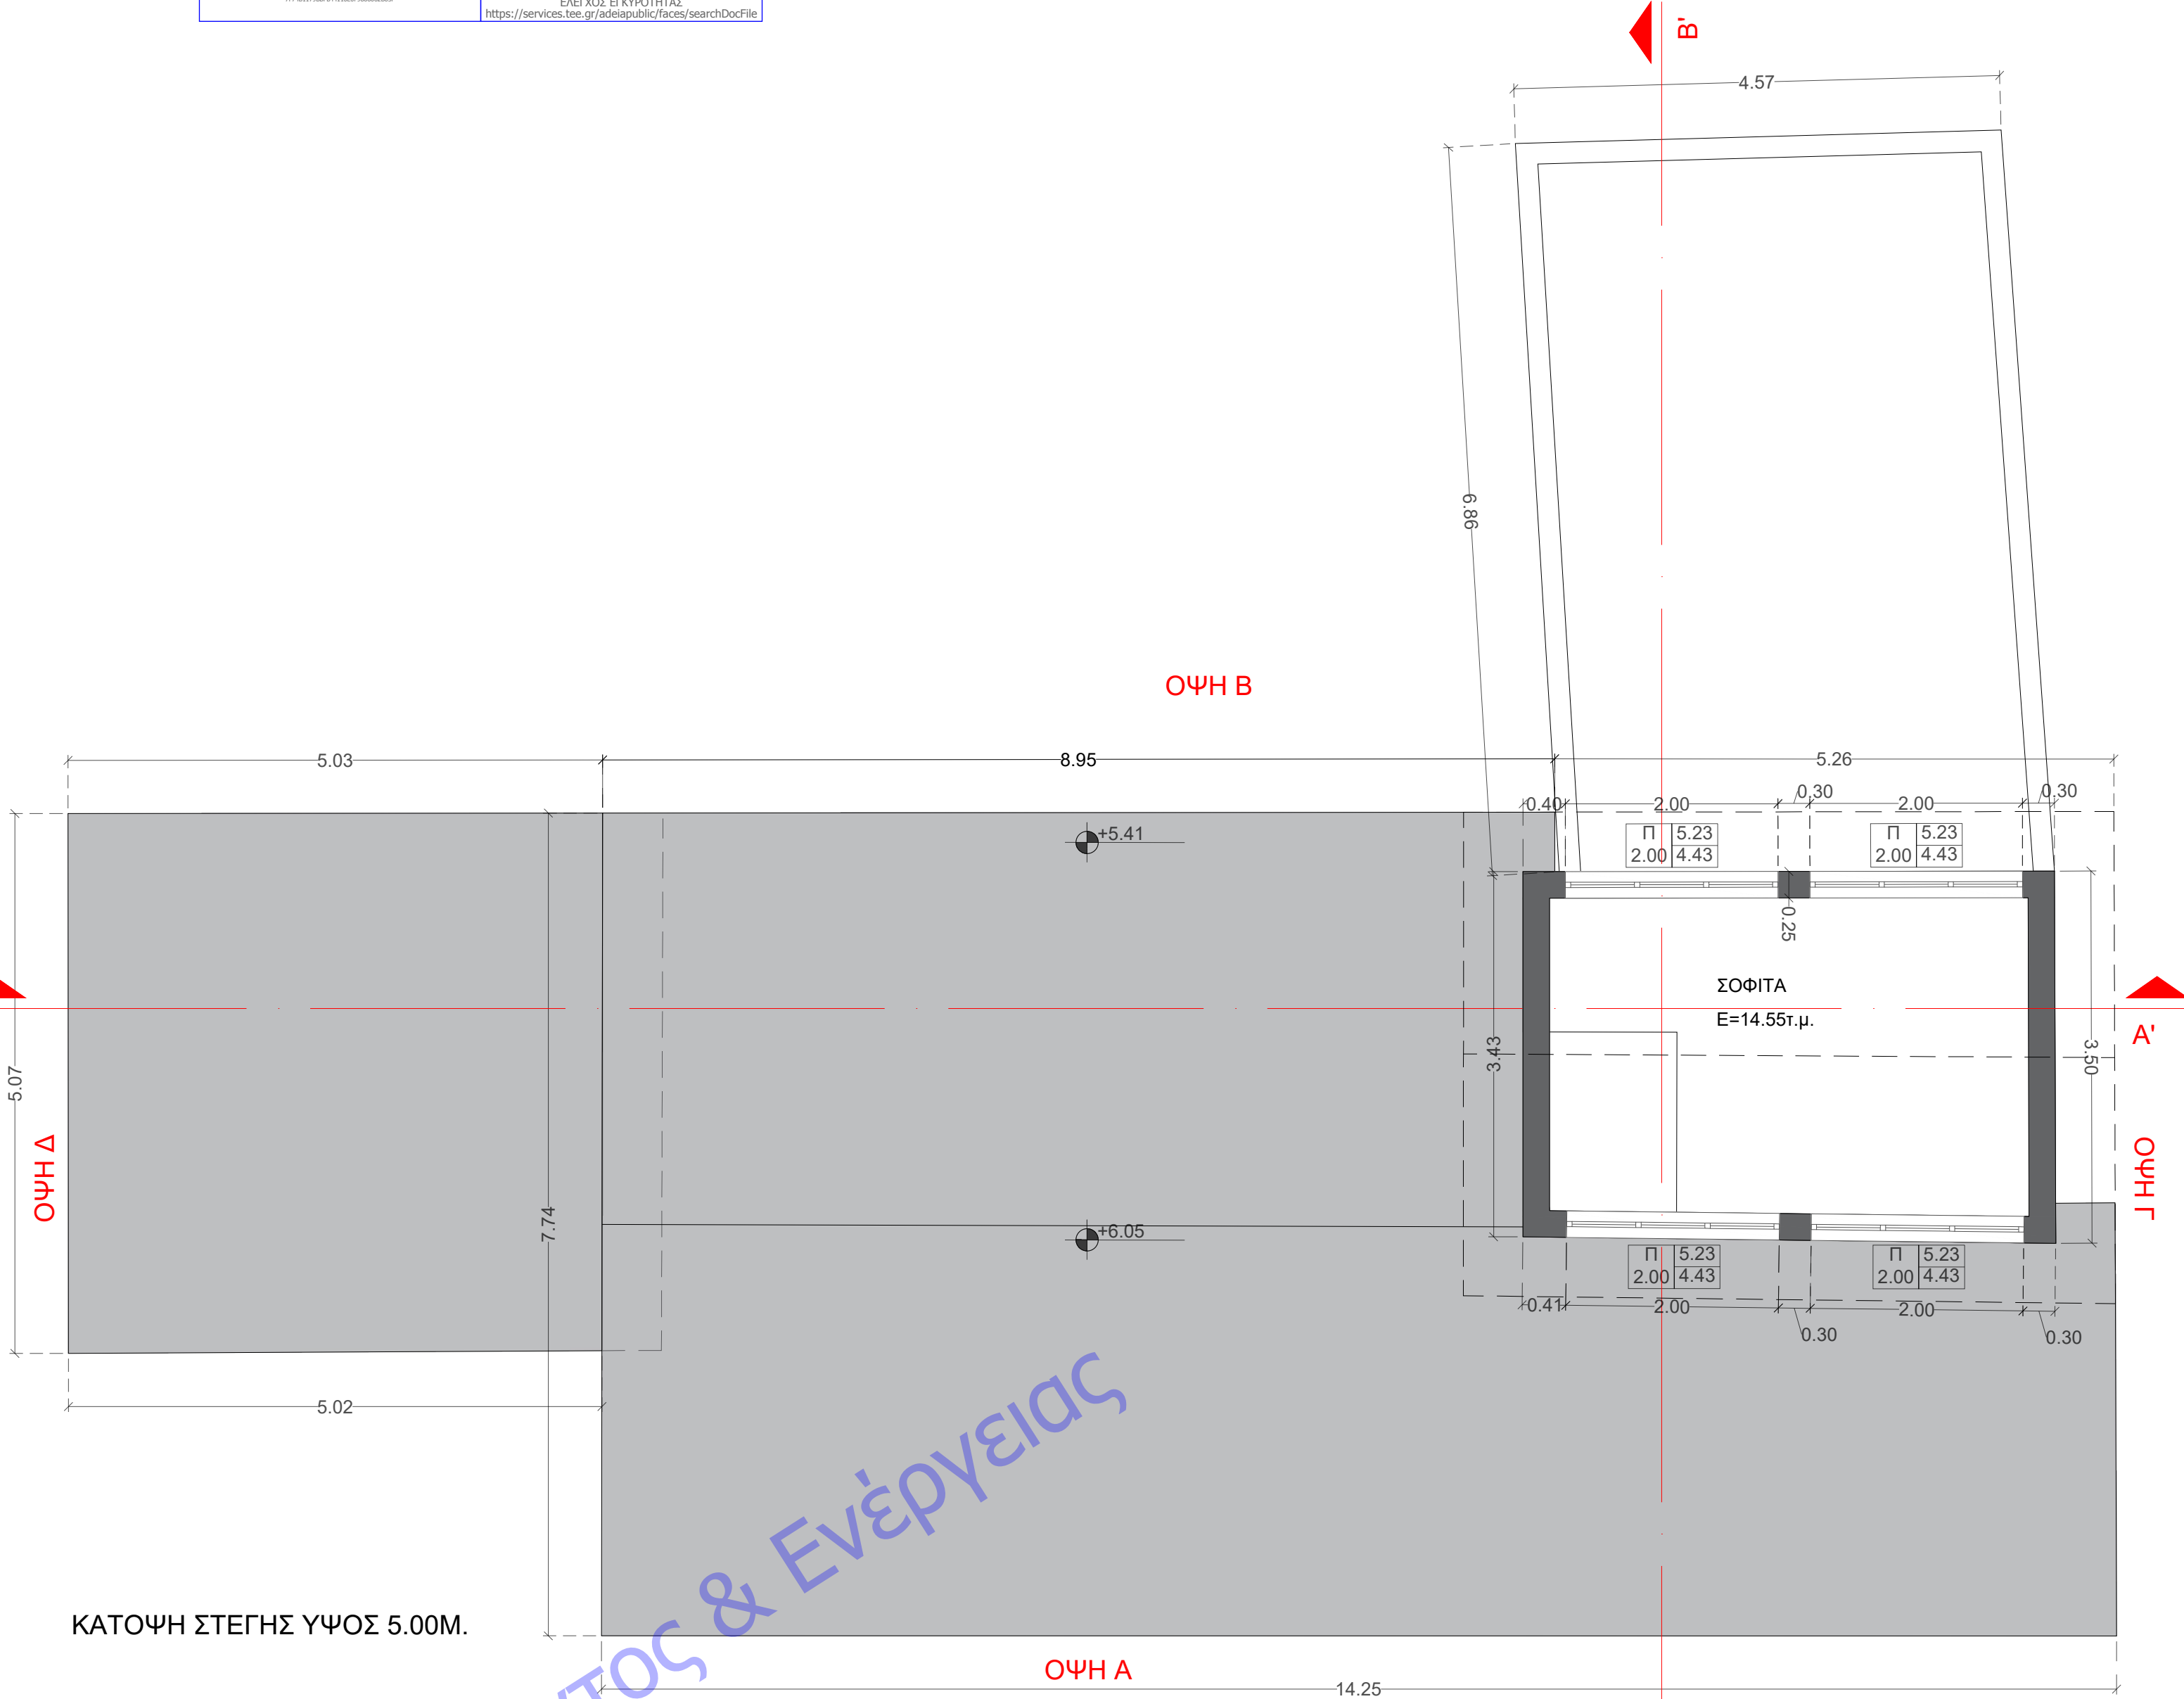 ΕΛΕΓΧΟΣ ΕΓΚΥΡΟΤΗΤΑΣ
https://services.tee.gr/adeiapublic/faces/searchDocFile
Β'
4.57
6.86
ΟΨΗ Β
5.03
8.95
5.26
0.40
2.00
0.30
2.00
0.30
+5.41
Π 5.23
2.00 4.43
Π 5.23
2.00 4.43
0.25
ΣΟΦΙΤΑ
Ε=14.55τ.μ.
Α'
3.43
3.50
5.07
ΟΨΗ Δ
ΟΨΗ Γ
7.74
+6.05
Π 5.23
2.00 4.43
Π 5.23
2.00 4.43
0.41
2.00
0.30
2.00
0.30
5.02
& Ενέργειας
ΚΑΤΟΨΗ ΣΤΕΓΗΣ ΥΨΟΣ 5.00Μ.
ΟΨΗ Α
14.25